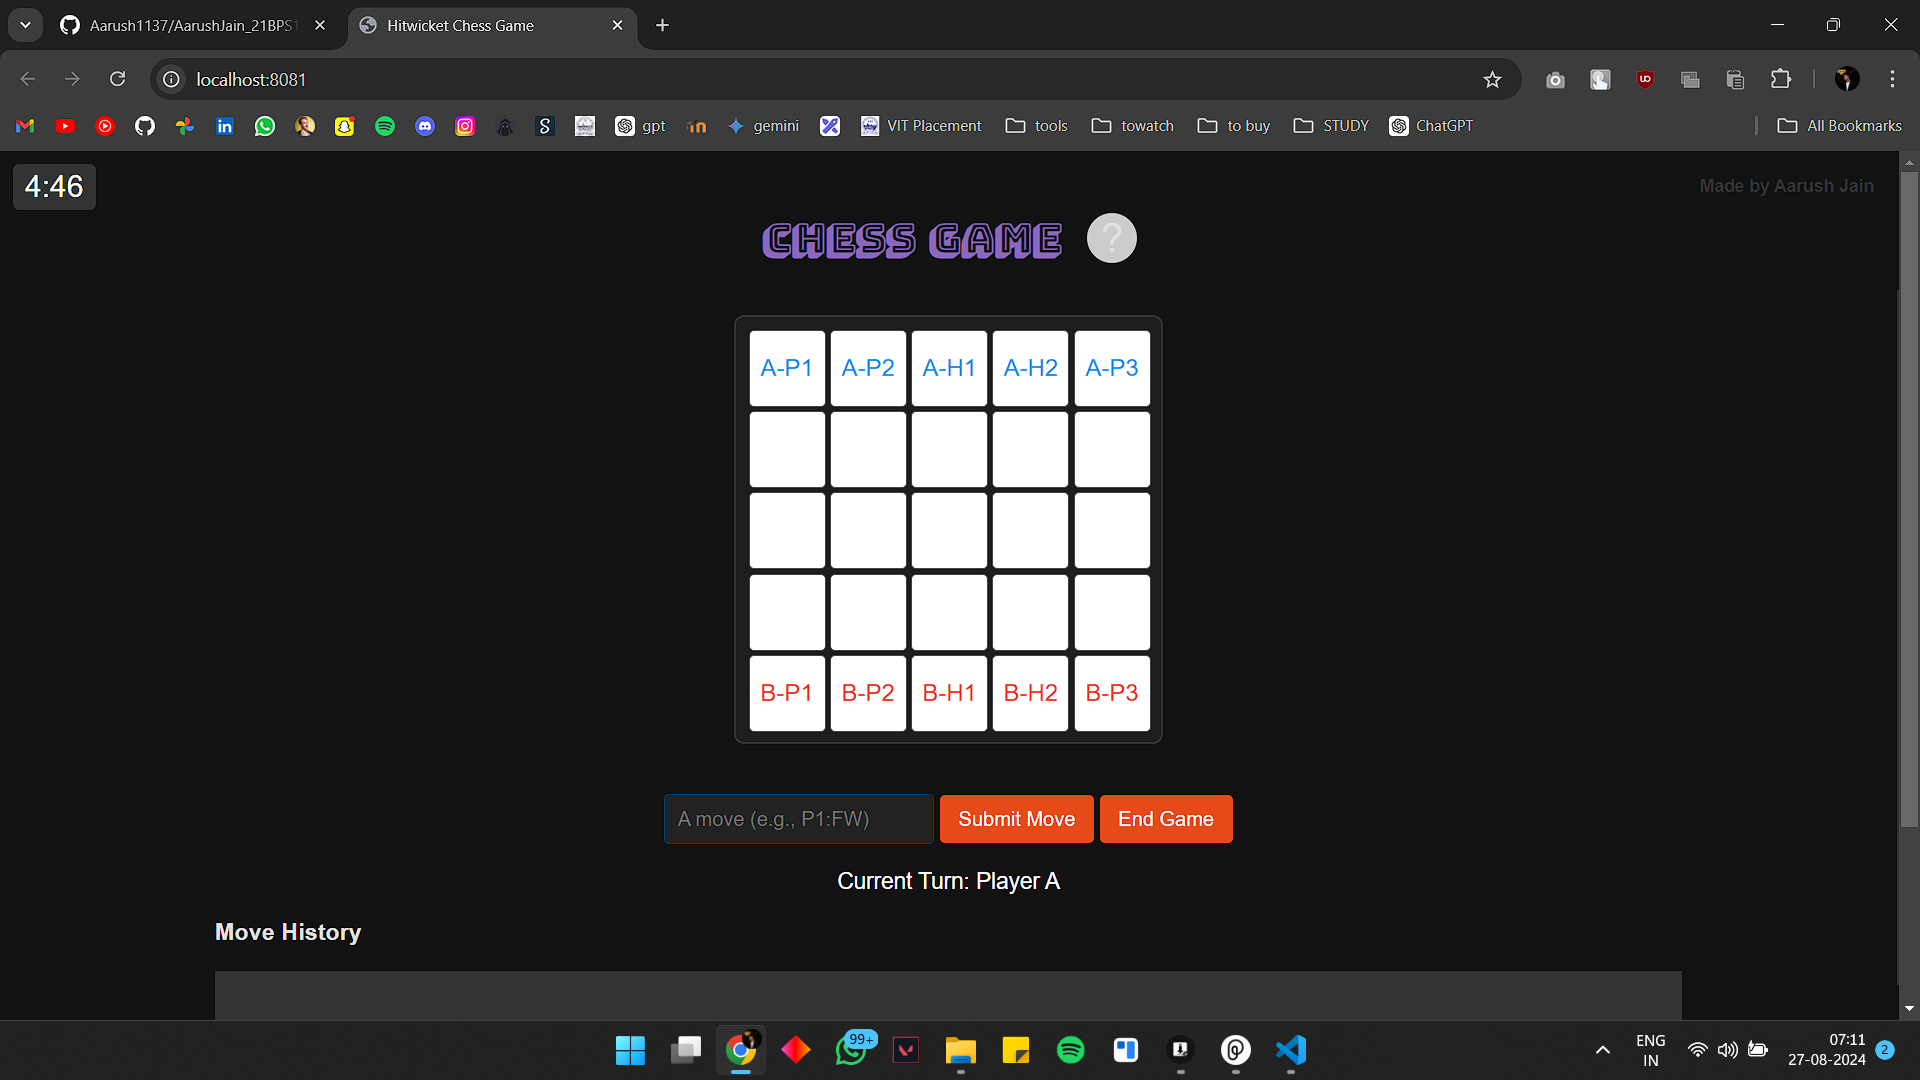 Aarush1137/AarushJain_21BPS1
Hitwicket Chess Game
localhost:8081
gpt
gemini
VIT Placement
tools
towatch
to buy
STUDY
ChatGPT
All Bookmarks
4:46
Made by Aarush Jain
CHESS GAME ?
A-P1 A-P2 A-H1 A-H2 A-P3
B-P1 B-P2 B-H1 B-H2 B-P3
A move (e.g., P1:FW) Submit Move End Game
Current Turn: Player A
Move History
99+
ENG
IN
07:11
27-08-2024
2